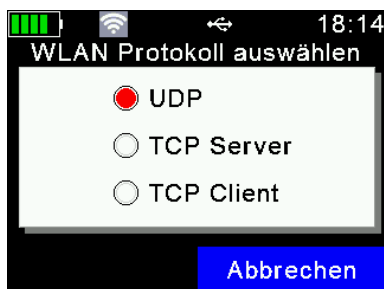 18:14
WLAN Protokoll auswählen
UDP
TCP Server
TCP Client
Abbrechen